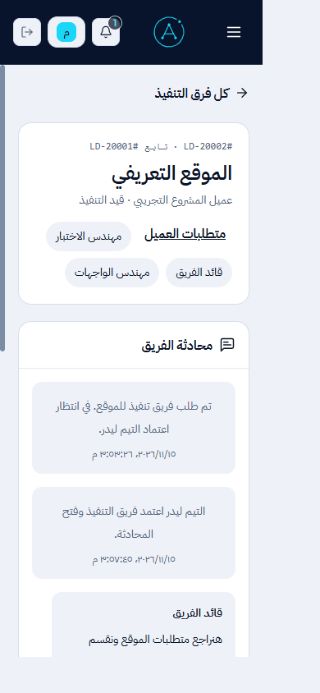 1
م
كل فرق التنفيذ
#LD-20002 · تابع #LD-20001
الموقع التعريفي
عميل المشروع التجريبي · قيد التنفيذ
متطلبات العميل
مهندس الاختبار
قائد الفريق
مهندس الواجهات
محادثة الفريق
تم طلب فريق تنفيذ للموقع. في انتظار
اعتماد التيم ليدر.
١٥‏/١١‏/٢٠٢٦، ٣:٥٣:٢٦ م
التيم ليدر اعتمد فريق التنفيذ وفتح
المحادثة.
١٥‏/١١‏/٢٠٢٦، ٣:٥٧:٤٥ م
قائد الفريق
هنراجع متطلبات الموقع ونقسم